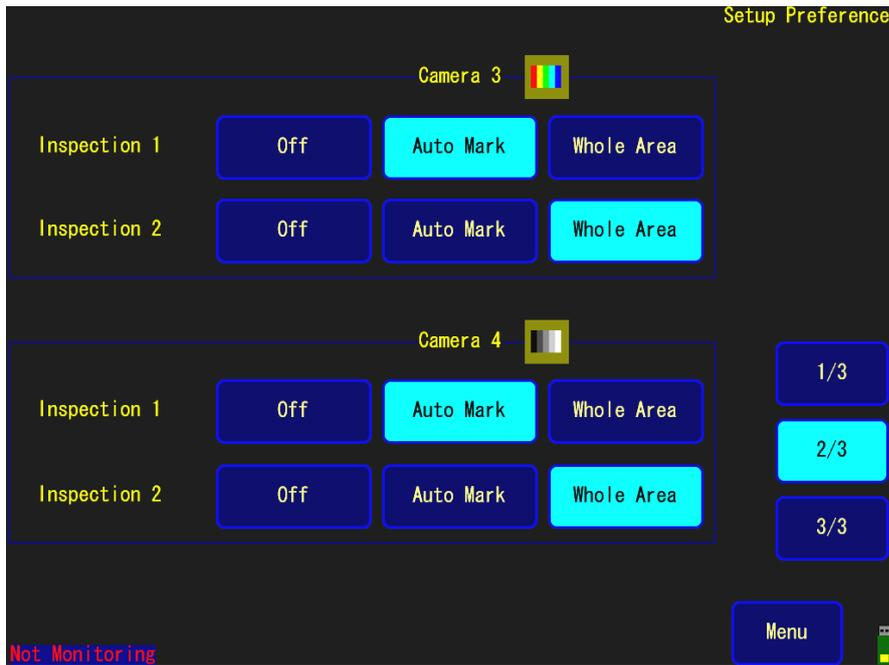 Setup Preference
Camera 3
Inspection 1 Off Auto Mark Whole Area
Inspection 2 Off Auto Mark Whole Area
Camera 4
Inspection 1 Off Auto Mark Whole Area
Inspection 2 Off Auto Mark Whole Area
1/3
2/3
3/3
Menu
Not Monitoring